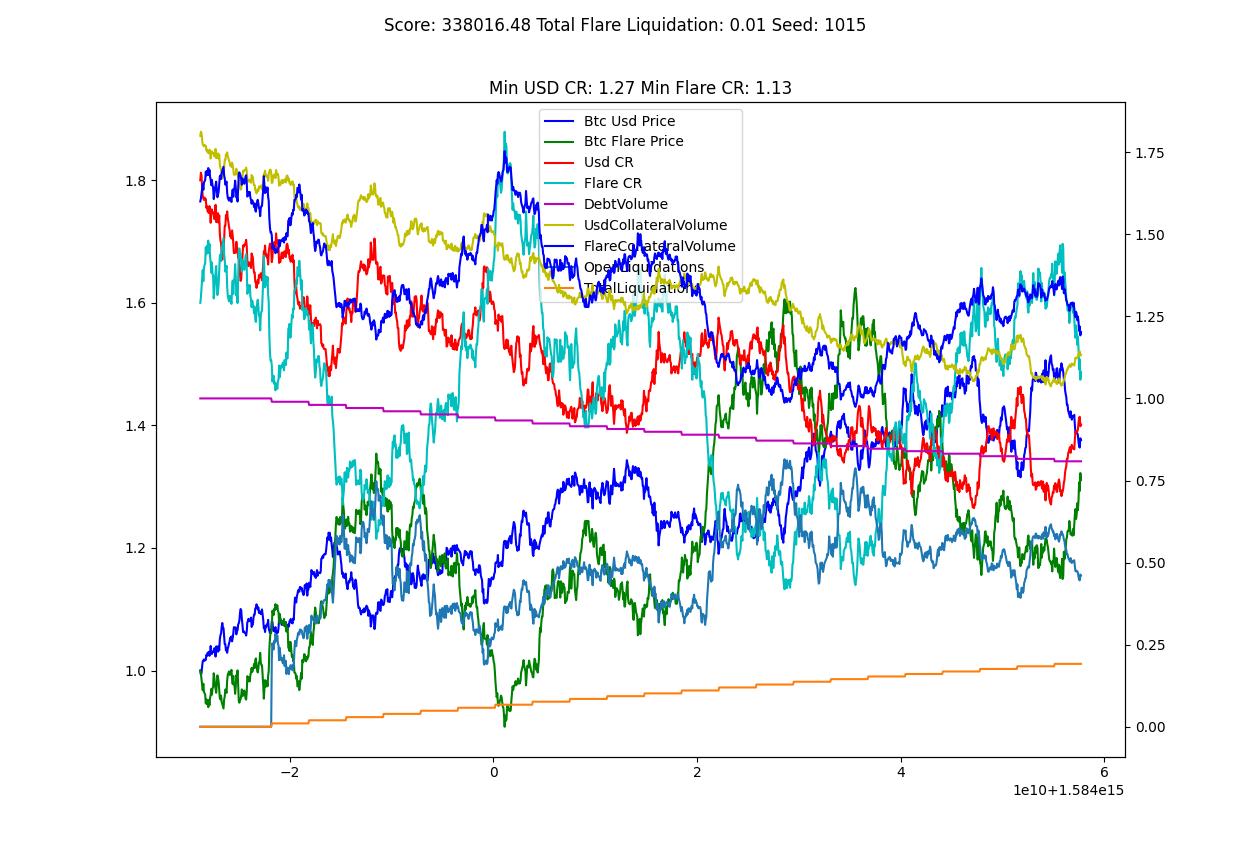 Score: 338016.48 Total Flare Liquidation: 0.01 Seed: 1015
Min USD CR: 1.27 Min Flare CR: 1.13
Btc Usd Price
Btc Flare Price
Usd CR
Flare CR
DebtVolume
UsdCollateralVolume
FlareCollateralVolume
OpenLiquidations
TotalLiquidations
1.8
1.6
1.4
1.2
1.0
1.75
1.50
1.25
1.00
0.75
0.50
0.25
0.00
−2 0 2 4 6
1e10+1.584e15